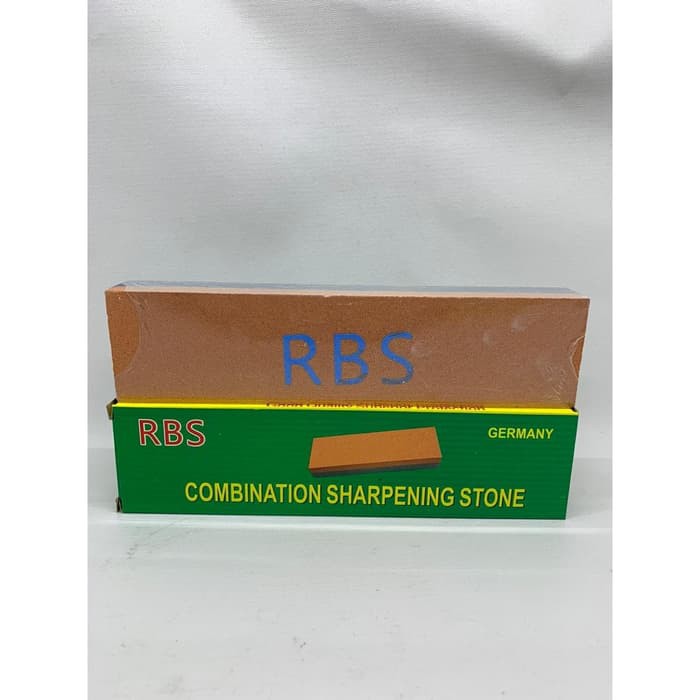 RBS
RBS
GERMANY
COMBINATION SHARPENING STONE